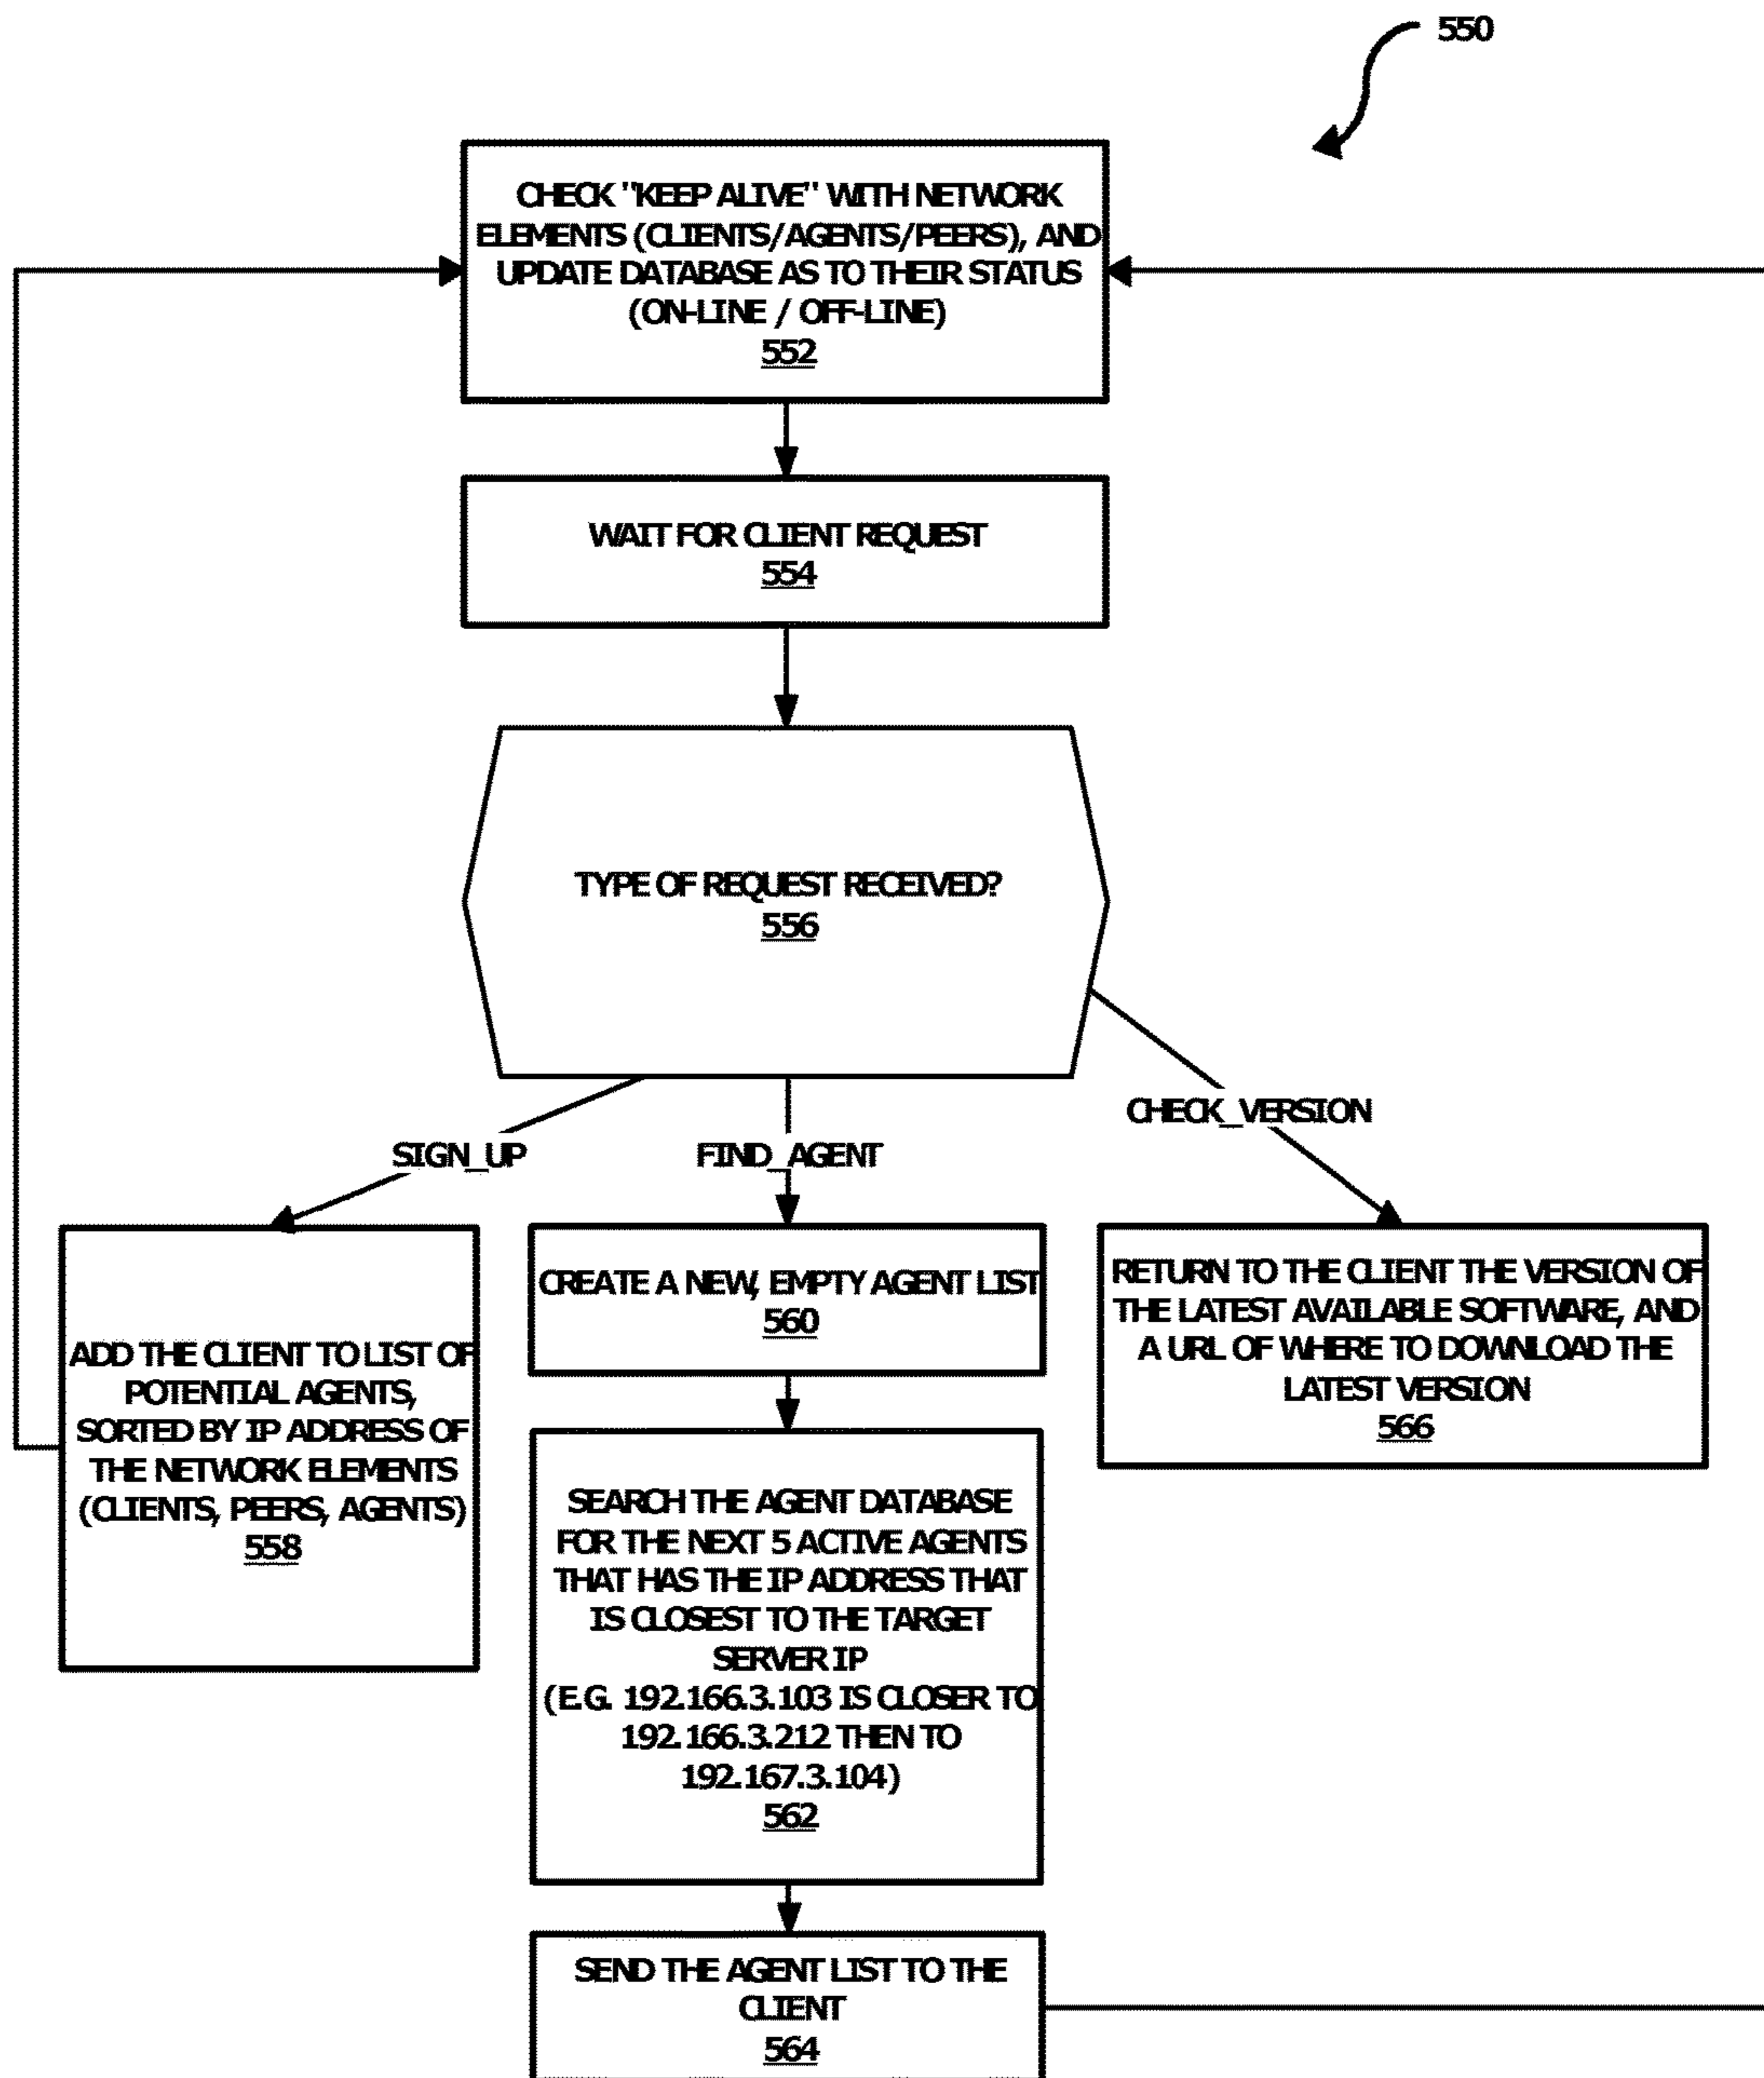 550
CHECK "KEEP ALIVE" WITH NETWORK
ELEMENTS (CLIENTS/AGENTS/PEERS), AND
UPDATE DATABASE AS TO THEIR STATUS
(ON-LINE / OFF-LINE)
552
WAIT FOR CLIENT REQUEST
554
TYPE OF REQUEST RECEIVED?
556
SIGN_UP
FIND_AGENT
CHECK_VERSION
ADD THE CLIENT TO LIST OF
POTENTIAL AGENTS,
SORTED BY IP ADDRESS OF
THE NETWORK ELEMENTS
(CLIENTS, PEERS, AGENTS)
558
CREATE A NEW, EMPTY AGENT LIST
560
SEARCH THE AGENT DATABASE
FOR THE NEXT 5 ACTIVE AGENTS
THAT HAS THE IP ADDRESS THAT
IS CLOSEST TO THE TARGET
SERVER IP
(E.G. 192.166.3.103 IS CLOSER TO
192.166.3.212 THEN TO
192.167.3.104)
562
SEND THE AGENT LIST TO THE
CLIENT
564
RETURN TO THE CLIENT THE VERSION OF
THE LATEST AVAILABLE SOFTWARE, AND
A URL OF WHERE TO DOWNLOAD THE
LATEST VERSION
566